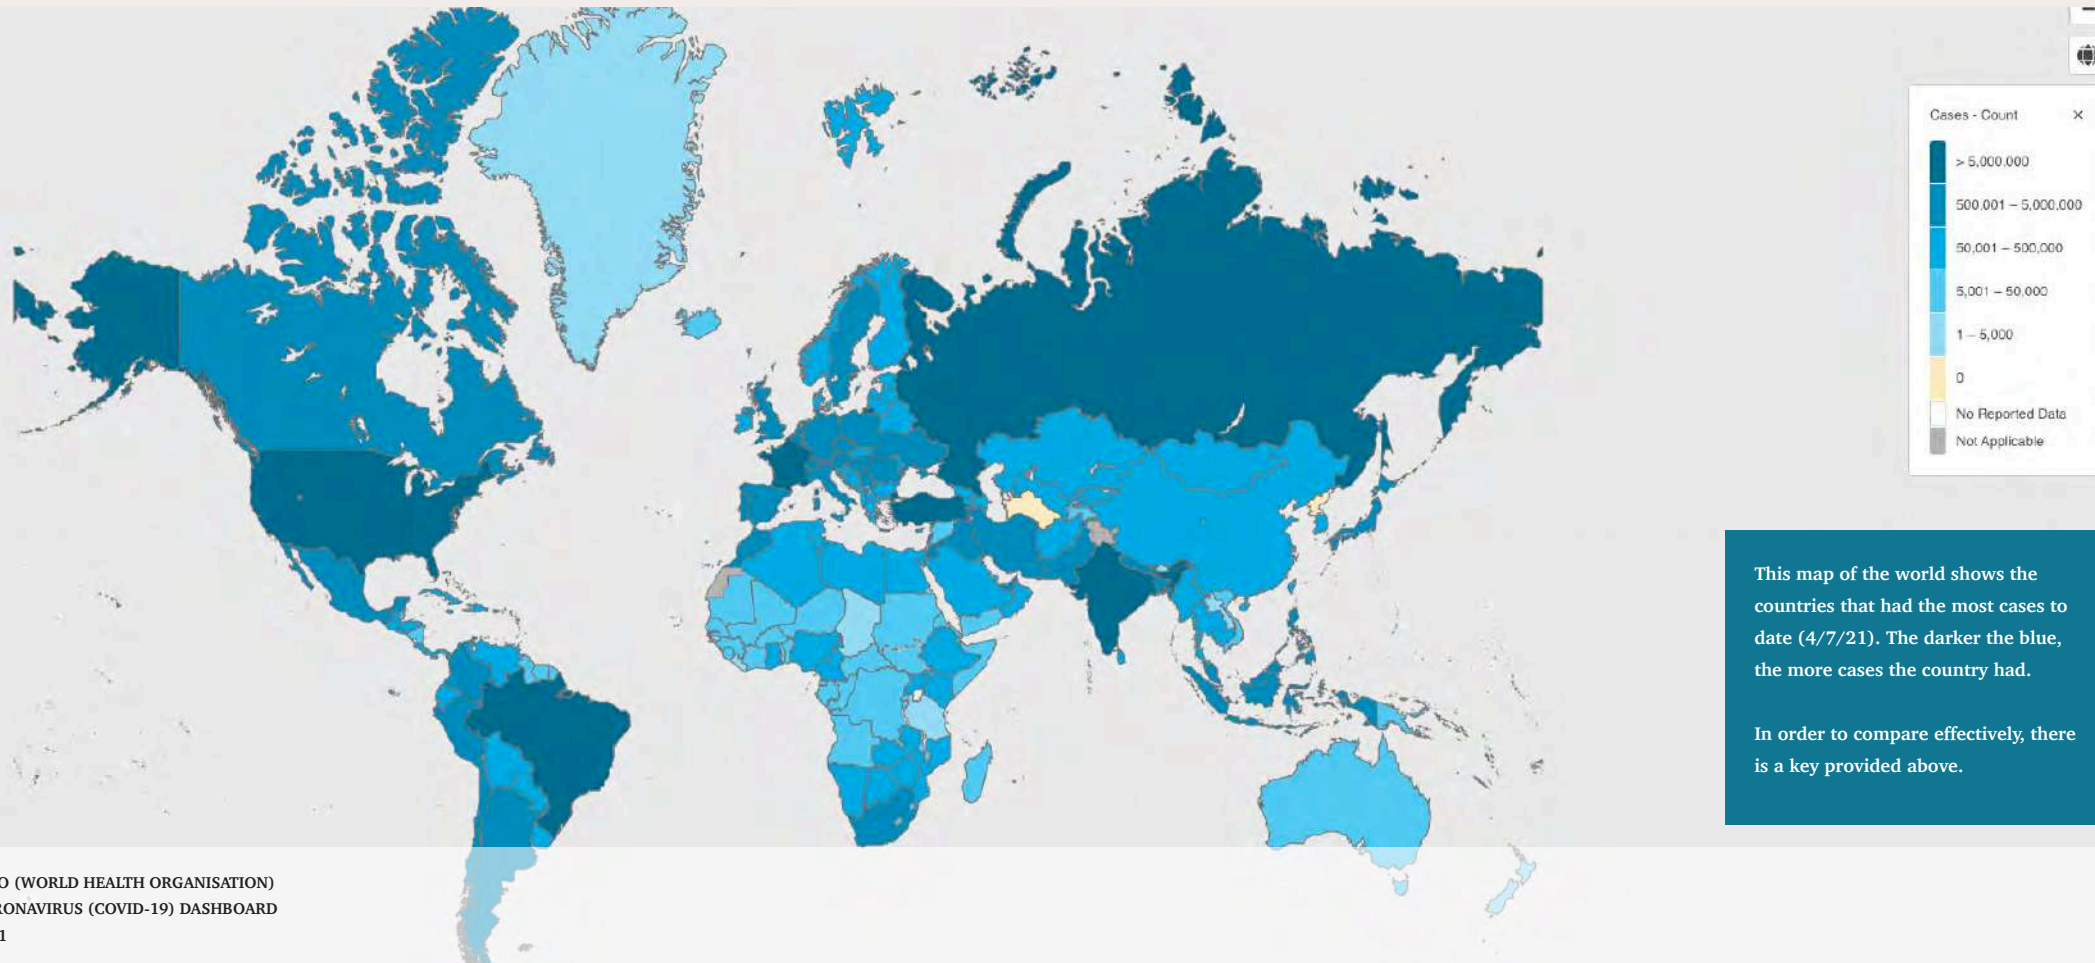 Cases - Count ×
> 5,000,000
500,001 – 5,000,000
50,001 – 500,000
5,001 – 50,000
1 – 5,000
0
No Reported Data
Not Applicable
This map of the world shows the
countries that had the most cases to
date (4/7/21). The darker the blue,
the more cases the country had.
In order to compare effectively, there
is a key provided above.
O (WORLD HEALTH ORGANISATION)
RONAVIRUS (COVID-19) DASHBOARD
1